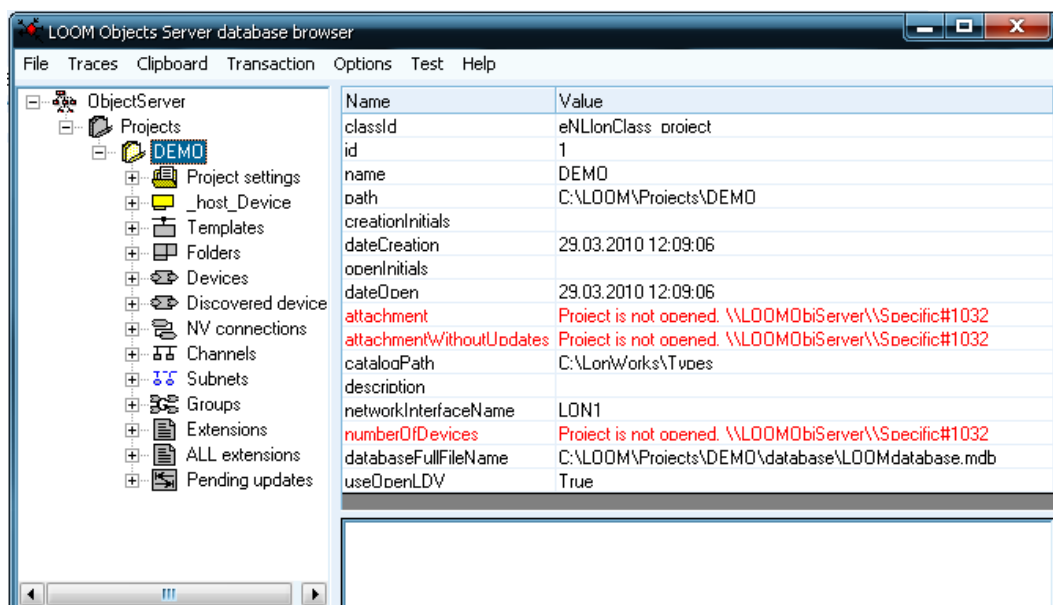 LOOM Objects Server database browser
File Traces Clipboard Transaction Options Test Help
ObjectServer
Projects
DEMO
Project settings
_host_Device
Templates
Folders
Devices
Discovered device
NV connections
Channels
Subnets
Groups
Extensions
ALL extensions
Pending updates
Name Value
classId eNLlonClass_project
id 1
name DEMO
path C:\LOOM\Projects\DEMO
creationInitials
dateCreation 29.03.2010 12:09:06
openInitials
dateOpen 29.03.2010 12:09:06
attachment Project is not opened. \\LOOMObjServer\\Specific#1032
attachmentWithoutUpdates Project is not opened. \\LOOMObjServer\\Specific#1032
catalogPath C:\LonWorks\Types
description
networkInterfaceName LON1
numberOfDevices Project is not opened. \\LOOMObjServer\\Specific#1032
databaseFullFileName C:\LOOM\Projects\DEMO\database\LOOMdatabase.mdb
useOpenLDV True